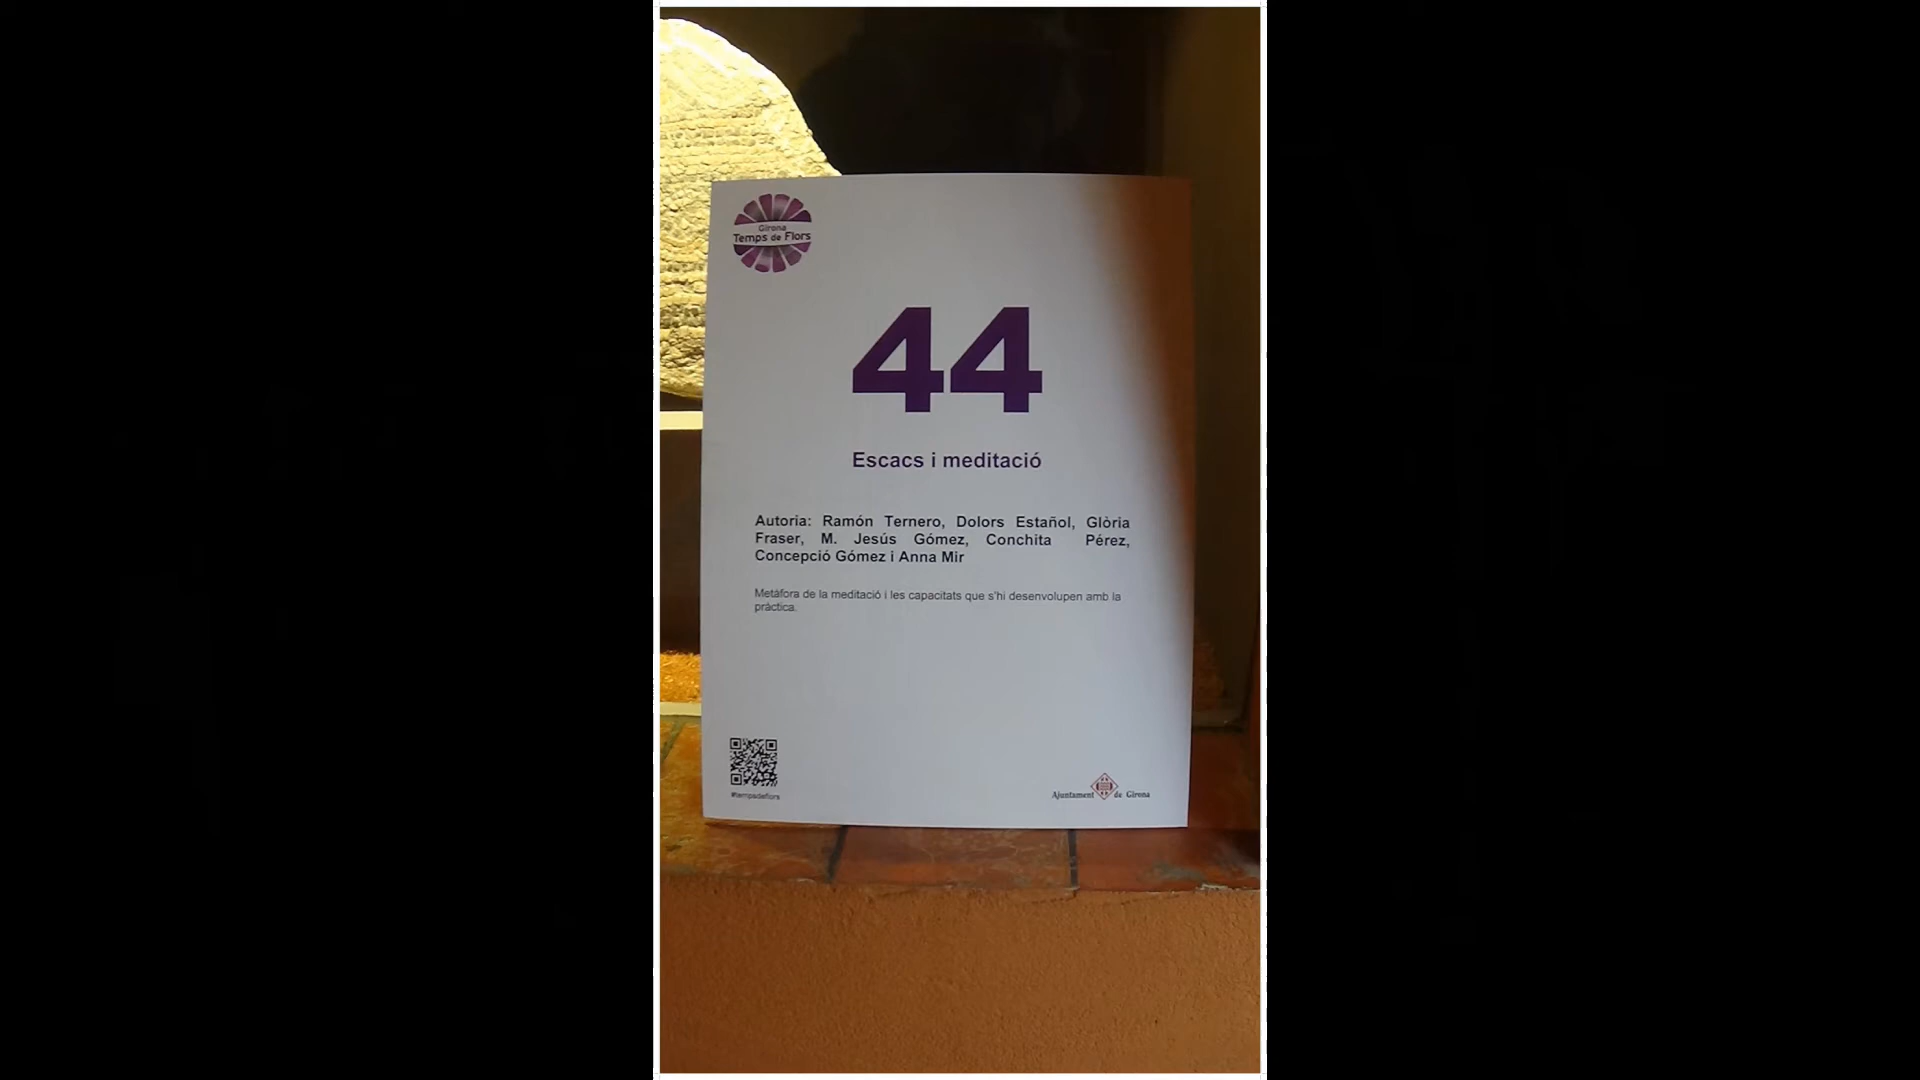 Girona
Temps de Flors
44
Escacs i meditació
Autoria: Ramón Ternero, Dolors Estañol, Glòria
Fraser, M. Jesús Gómez, Conchita Pérez,
Concepció Gómez i Anna Mir
Metàfora de la meditació i les capacitats que s'hi desenvolupen amb la
pràctica.
#tempsdeflors
Ajuntament de Girona